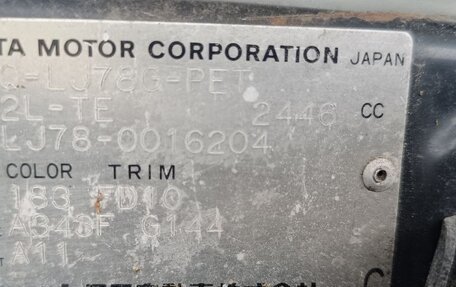 TA MOTOR CORPORATION JAPAN
Q-LJ78G-PET
2L-TE 2446 CC
LJ78-0016204
COLOR TRIM
183 FD10
A343F G144
A11